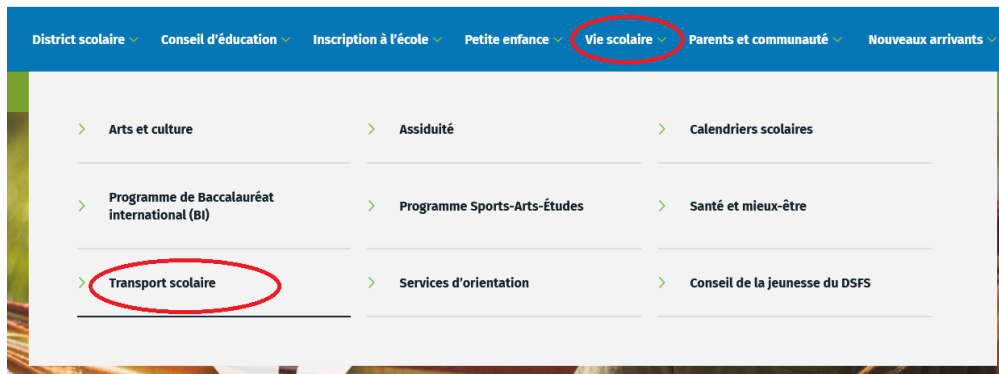 District scolaire Conseil d'éducation Inscription à l'école Petite enfance Vie scolaire Parents et communauté Nouveaux arrivants
Arts et culture Assiduité Calendriers scolaires
Programme de Baccalauréat
international (BI)
Programme Sports-Arts-Études Santé et mieux-être
Transport scolaire Services d'orientation Conseil de la jeunesse du DSFS